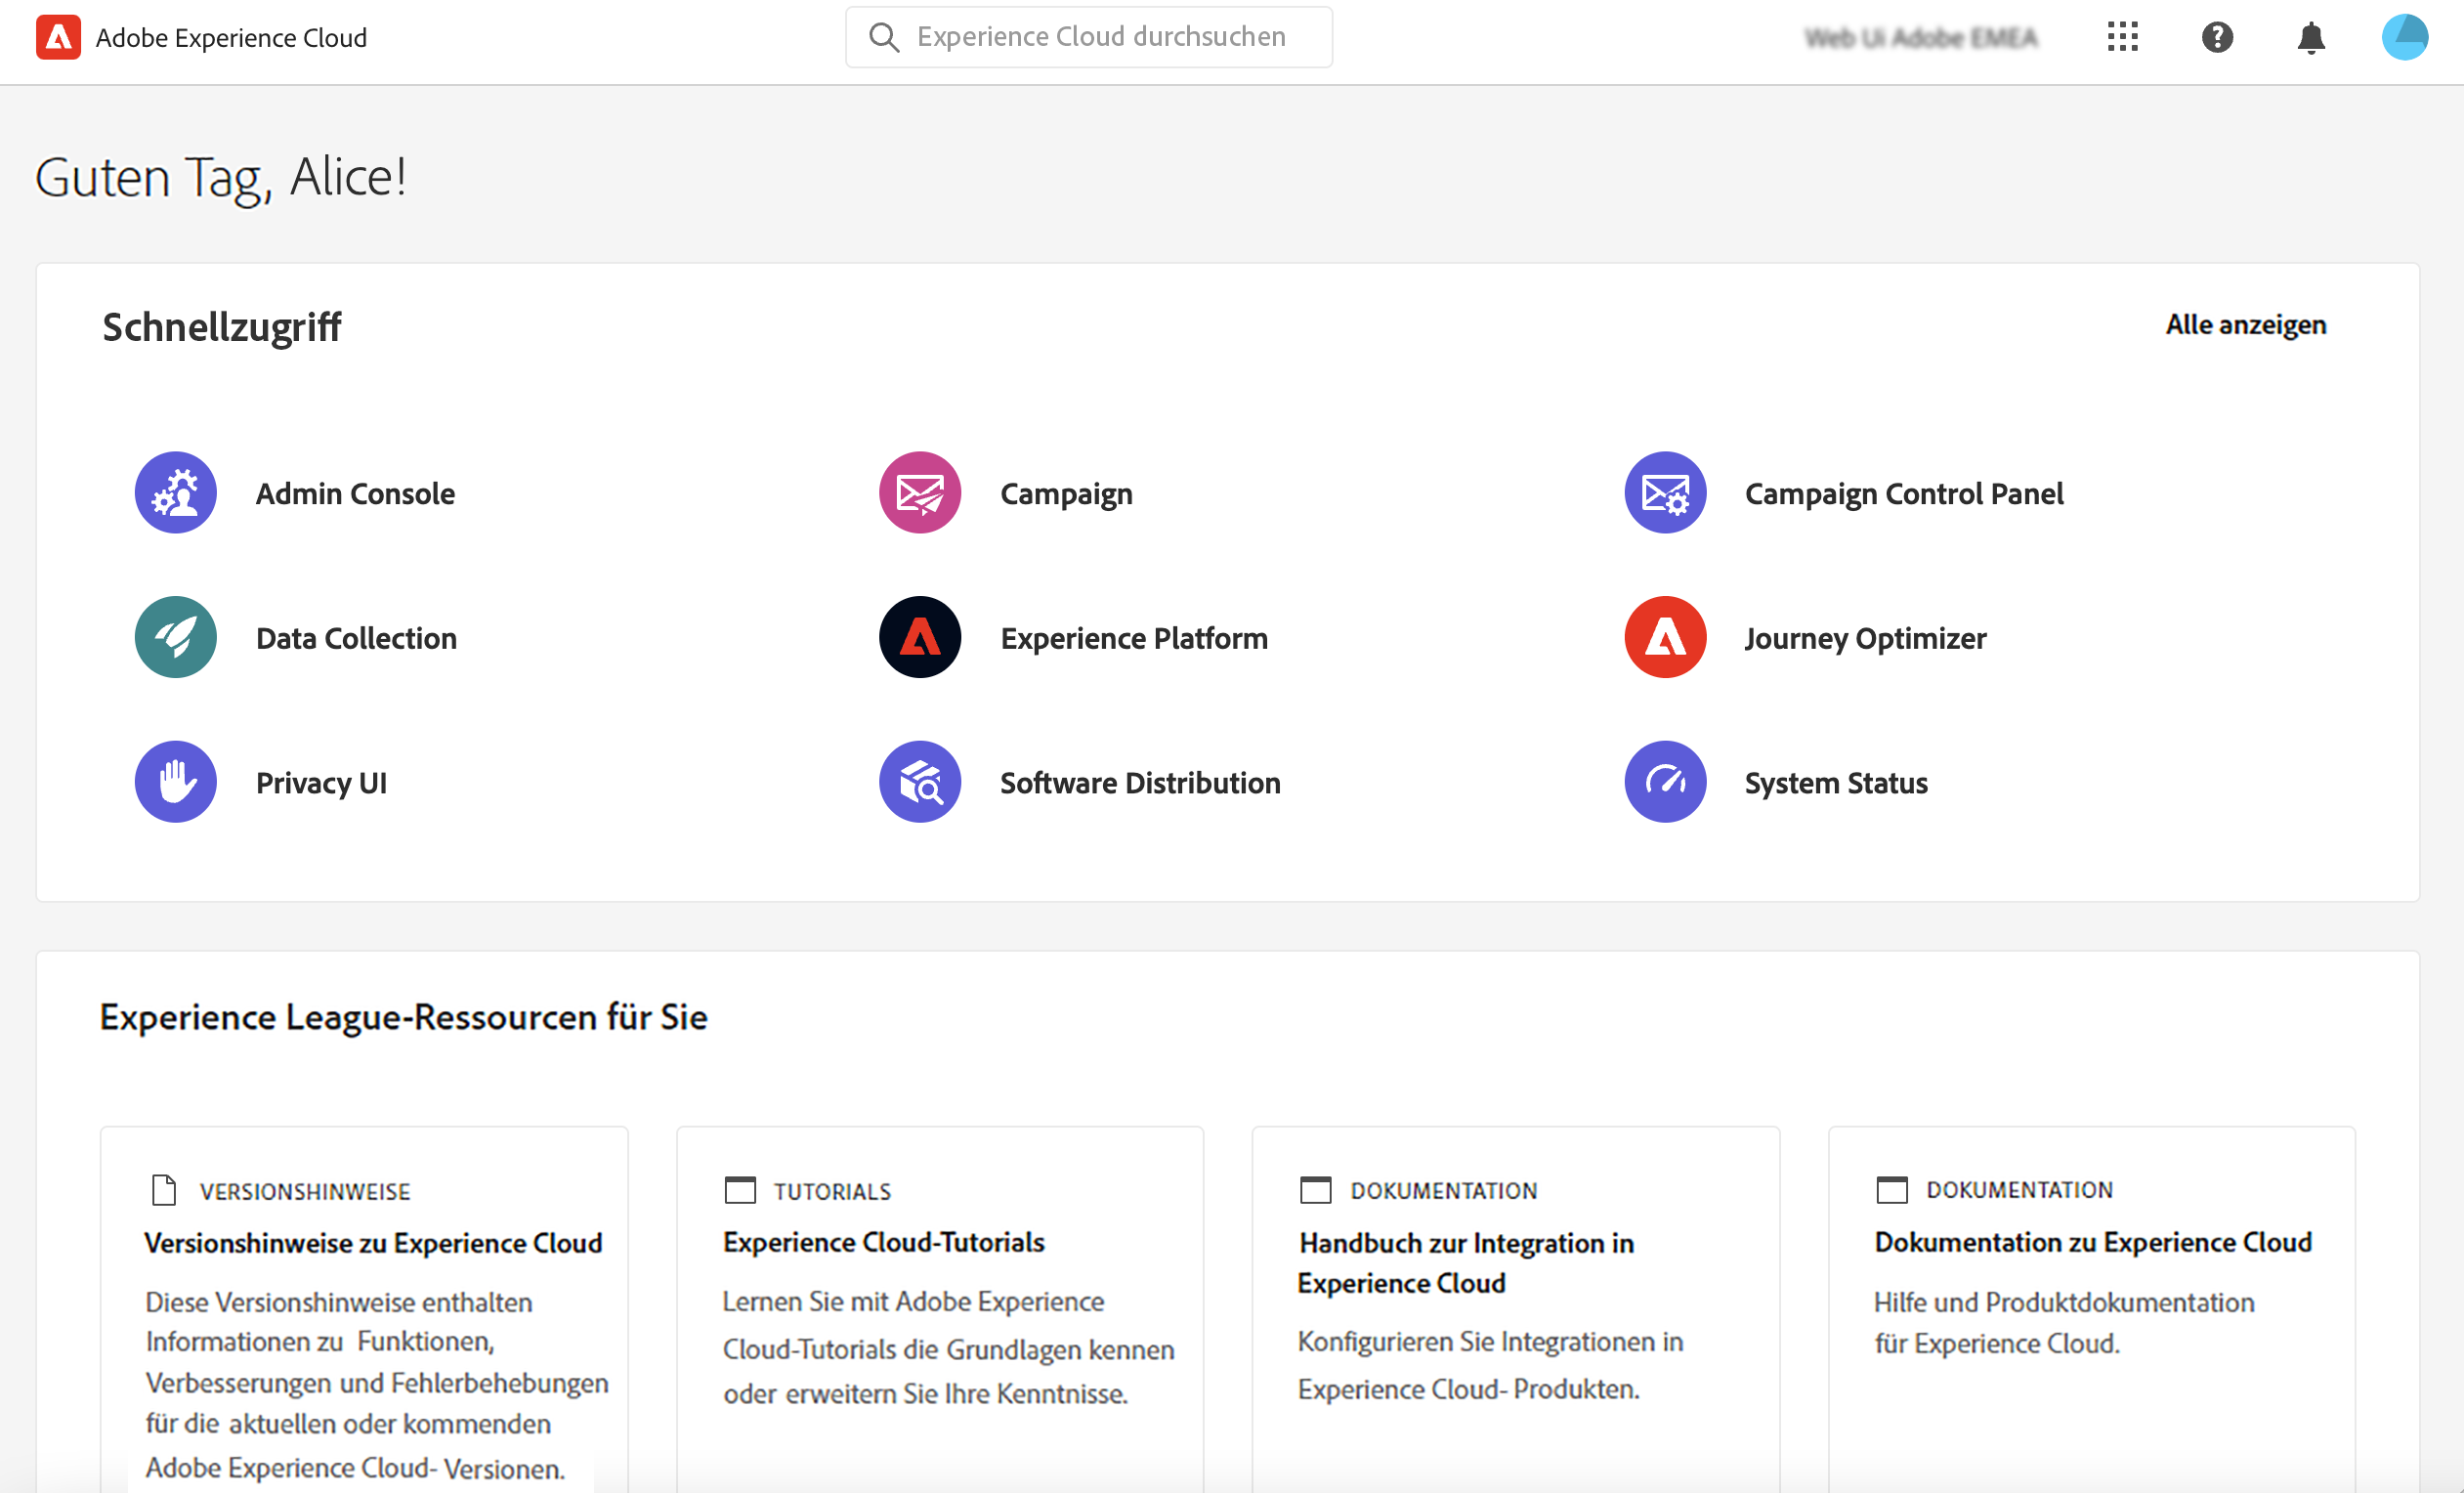 Adobe Experience Cloud
Experience Cloud durchsuchen
Web Ui Adobe EMEA
Guten Tag, Alice!
Schnellzugriff
Alle anzeigen
Admin Console
Campaign
Campaign Control Panel
Data Collection
Experience Platform
Journey Optimizer
Privacy UI
Software Distribution
System Status
Experience League-Ressourcen für Sie
VERSIONSHINWEISE
Versionshinweise zu Experience Cloud
Diese Versionshinweise enthalten
Informationen zu Funktionen,
Verbesserungen und Fehlerbehebungen
für die aktuellen oder kommenden
Adobe Experience Cloud- Versionen.
TUTORIALS
Experience Cloud-Tutorials
Lernen Sie mit Adobe Experience
Cloud-Tutorials die Grundlagen kennen
oder erweitern Sie Ihre Kenntnisse.
DOKUMENTATION
Handbuch zur Integration in
Experience Cloud
Konfigurieren Sie Integrationen in
Experience Cloud- Produkten.
DOKUMENTATION
Dokumentation zu Experience Cloud
Hilfe und Produktdokumentation
für Experience Cloud.